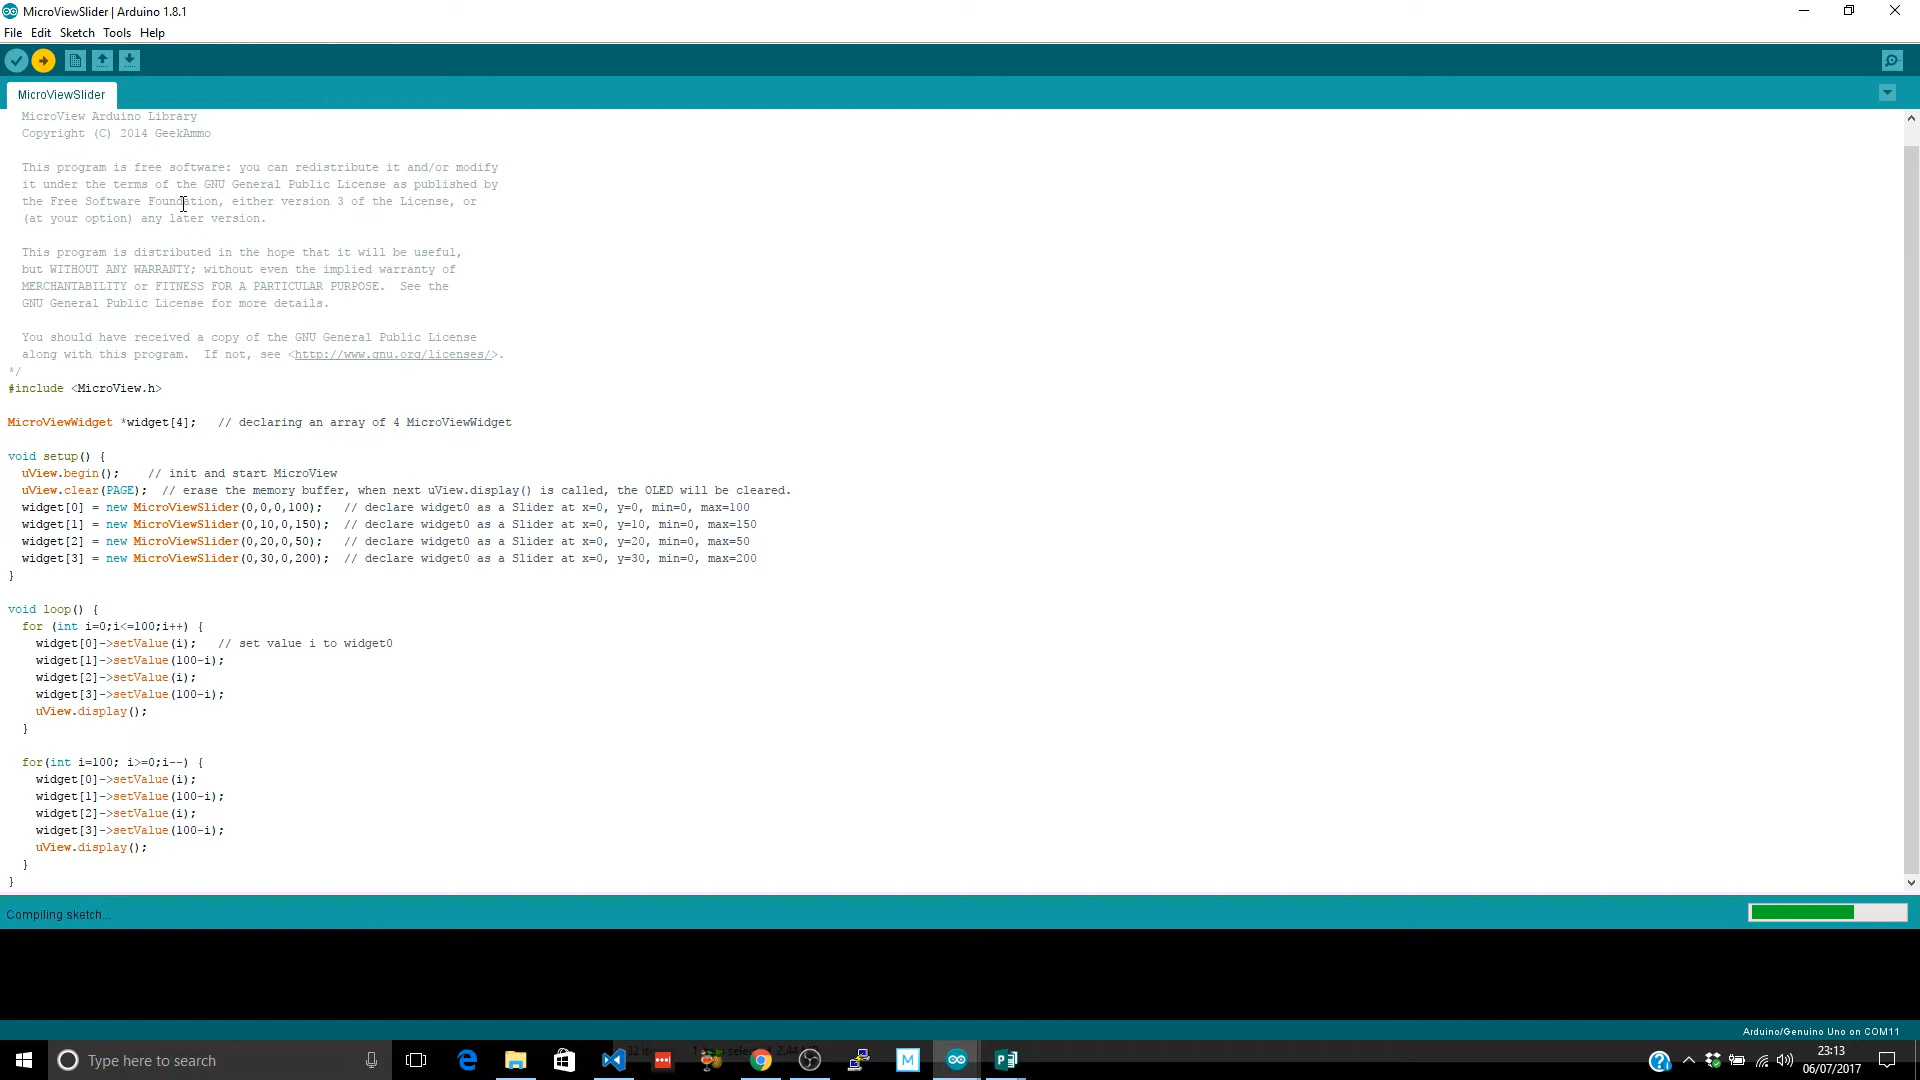 MicroViewSlider | Arduino 1.8.1
File Edit Sketch Tools Help
MicroViewSlider
MicroView Arduino Library
Copyright (C) 2014 GeekAmmo
This program is free software: you can redistribute it and/or modify
it under the terms of the GNU General Public License as published by
the Free Software Foundation, either version 3 of the License, or
(at your option) any later version.
This program is distributed in the hope that it will be useful,
but WITHOUT ANY WARRANTY; without even the implied warranty of
MERCHANTABILITY or FITNESS FOR A PARTICULAR PURPOSE.  See the
GNU General Public License for more details.
You should have received a copy of the GNU General Public License
along with this program.  If not, see <http://www.gnu.org/licenses/>.
*/
#include <MicroView.h>
MicroViewWidget *widget[4];   // declaring an array of 4 MicroViewWidget
void setup() {
uView.begin();    // init and start MicroView
uView.clear(PAGE);  // erase the memory buffer, when next uView.display() is called, the OLED will be cleared.
widget[0] = new MicroViewSlider(0,0,0,100);   // declare widget0 as a Slider at x=0, y=0, min=0, max=100
widget[1] = new MicroViewSlider(0,10,0,150);  // declare widget0 as a Slider at x=0, y=10, min=0, max=150
widget[2] = new MicroViewSlider(0,20,0,50);   // declare widget0 as a Slider at x=0, y=20, min=0, max=50
widget[3] = new MicroViewSlider(0,30,0,200);  // declare widget0 as a Slider at x=0, y=30, min=0, max=200
}
void loop() {
for (int i=0;i<=100;i++) {
widget[0]->setValue(i);   // set value i to widget0
widget[1]->setValue(100-i);
widget[2]->setValue(i);
widget[3]->setValue(100-i);
uView.display();
}
for(int i=100; i>=0;i--) {
widget[0]->setValue(i);
widget[1]->setValue(100-i);
widget[2]->setValue(i);
widget[3]->setValue(100-i);
uView.display();
}
}
Compiling sketch...
Arduino/Genuino Uno on COM11
Type here to search
23:13
06/07/2017